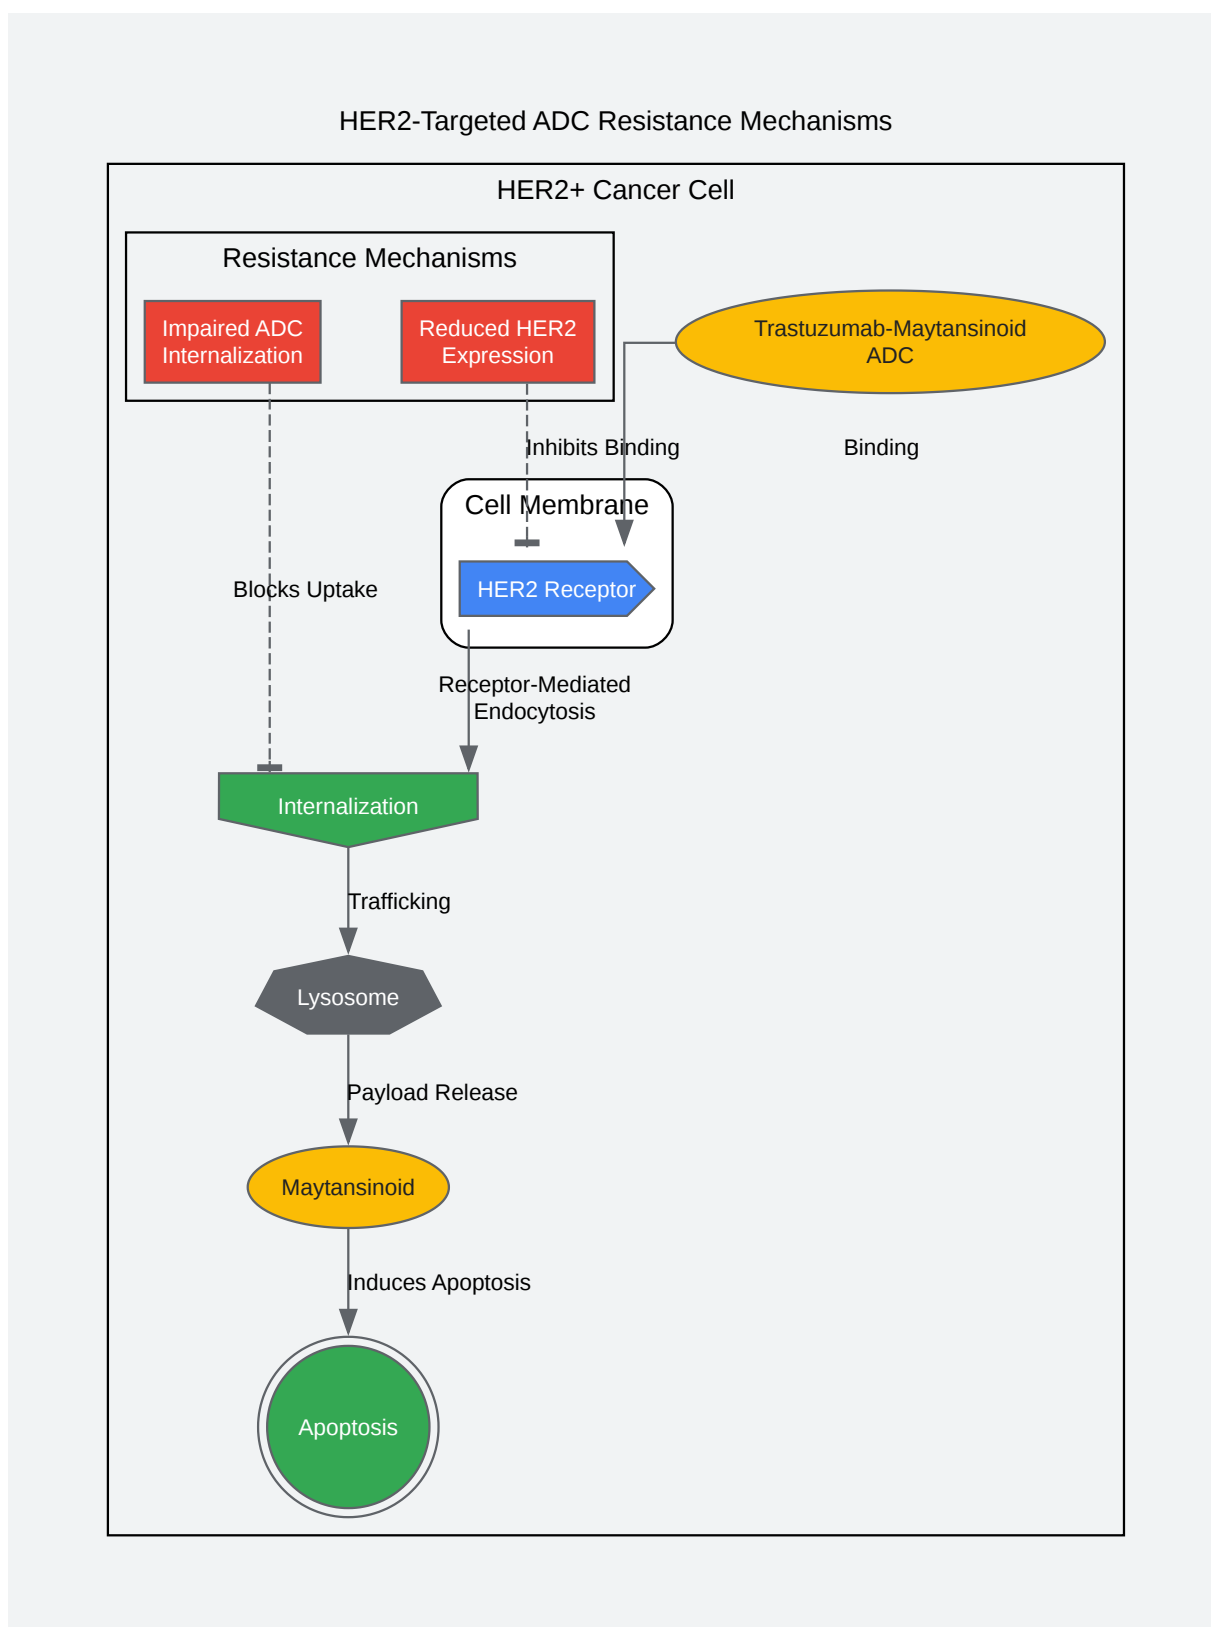 HER2-Targeted ADC Resistance Mechanisms
HER2+ Cancer Cell
Resistance Mechanisms
Impaired ADC
Internalization
Reduced HER2
Expression
Trastuzumab-Maytansinoid
ADC
Inhibits Binding
Binding
Cell Membrane
Blocks Uptake
HER2 Receptor
Receptor-Mediated
Endocytosis
Internalization
Trafficking
Lysosome
Payload Release
Maytansinoid
Induces Apoptosis
Apoptosis